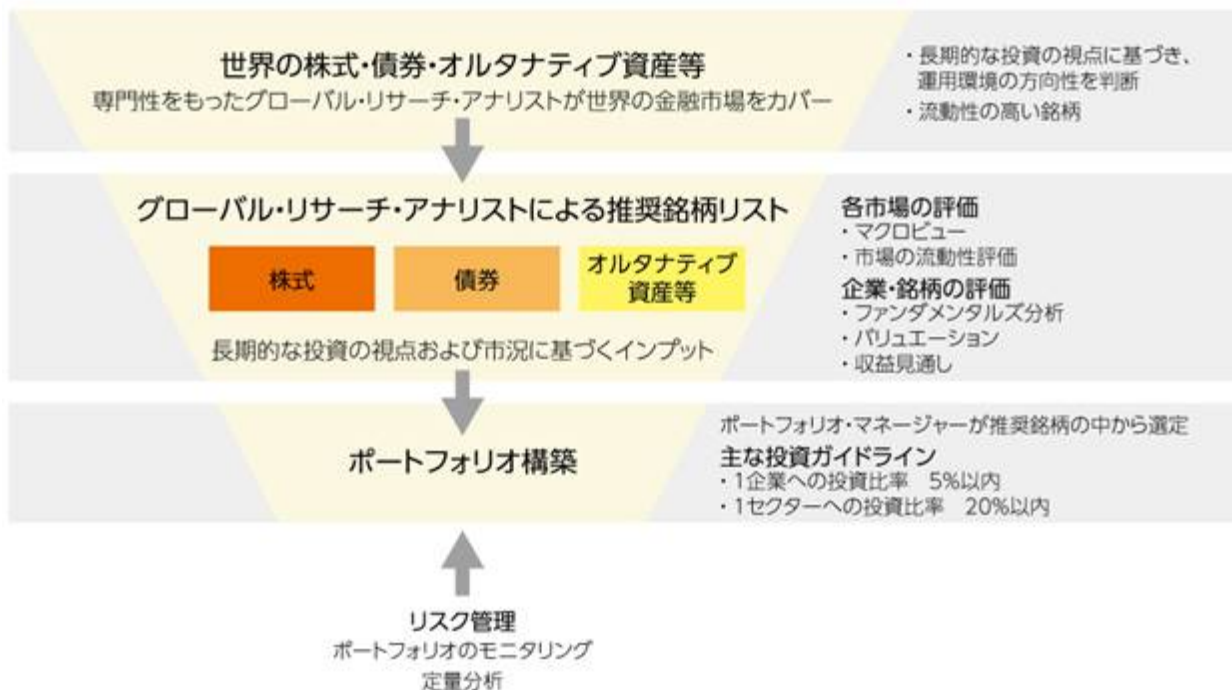 世界の株式・債券・オルタナティブ資産等
専門性をもったグローバル・リサーチ・アナリストが世界の金融市場をカバー
・長期的な投資の視点に基づき、
運用環境の方向性を判断
・流動性の高い銘柄
グローバル・リサーチ・アナリストによる推奨銘柄リスト
株式
債券
オルタナティブ
資産等
長期的な投資の視点および市況に基づくインプット
各市場の評価
・マクロビュー
・市場の流動性評価
企業・銘柄の評価
・ファンダメンタルズ分析
・バリュエーション
・収益見通し
ポートフォリオ構築
ポートフォリオ・マネージャーが推奨銘柄の中から選定
主な投資ガイドライン
・1企業への投資比率　5%以内
・1セクターへの投資比率　20%以内
リスク管理
ポートフォリオのモニタリング
定量分析